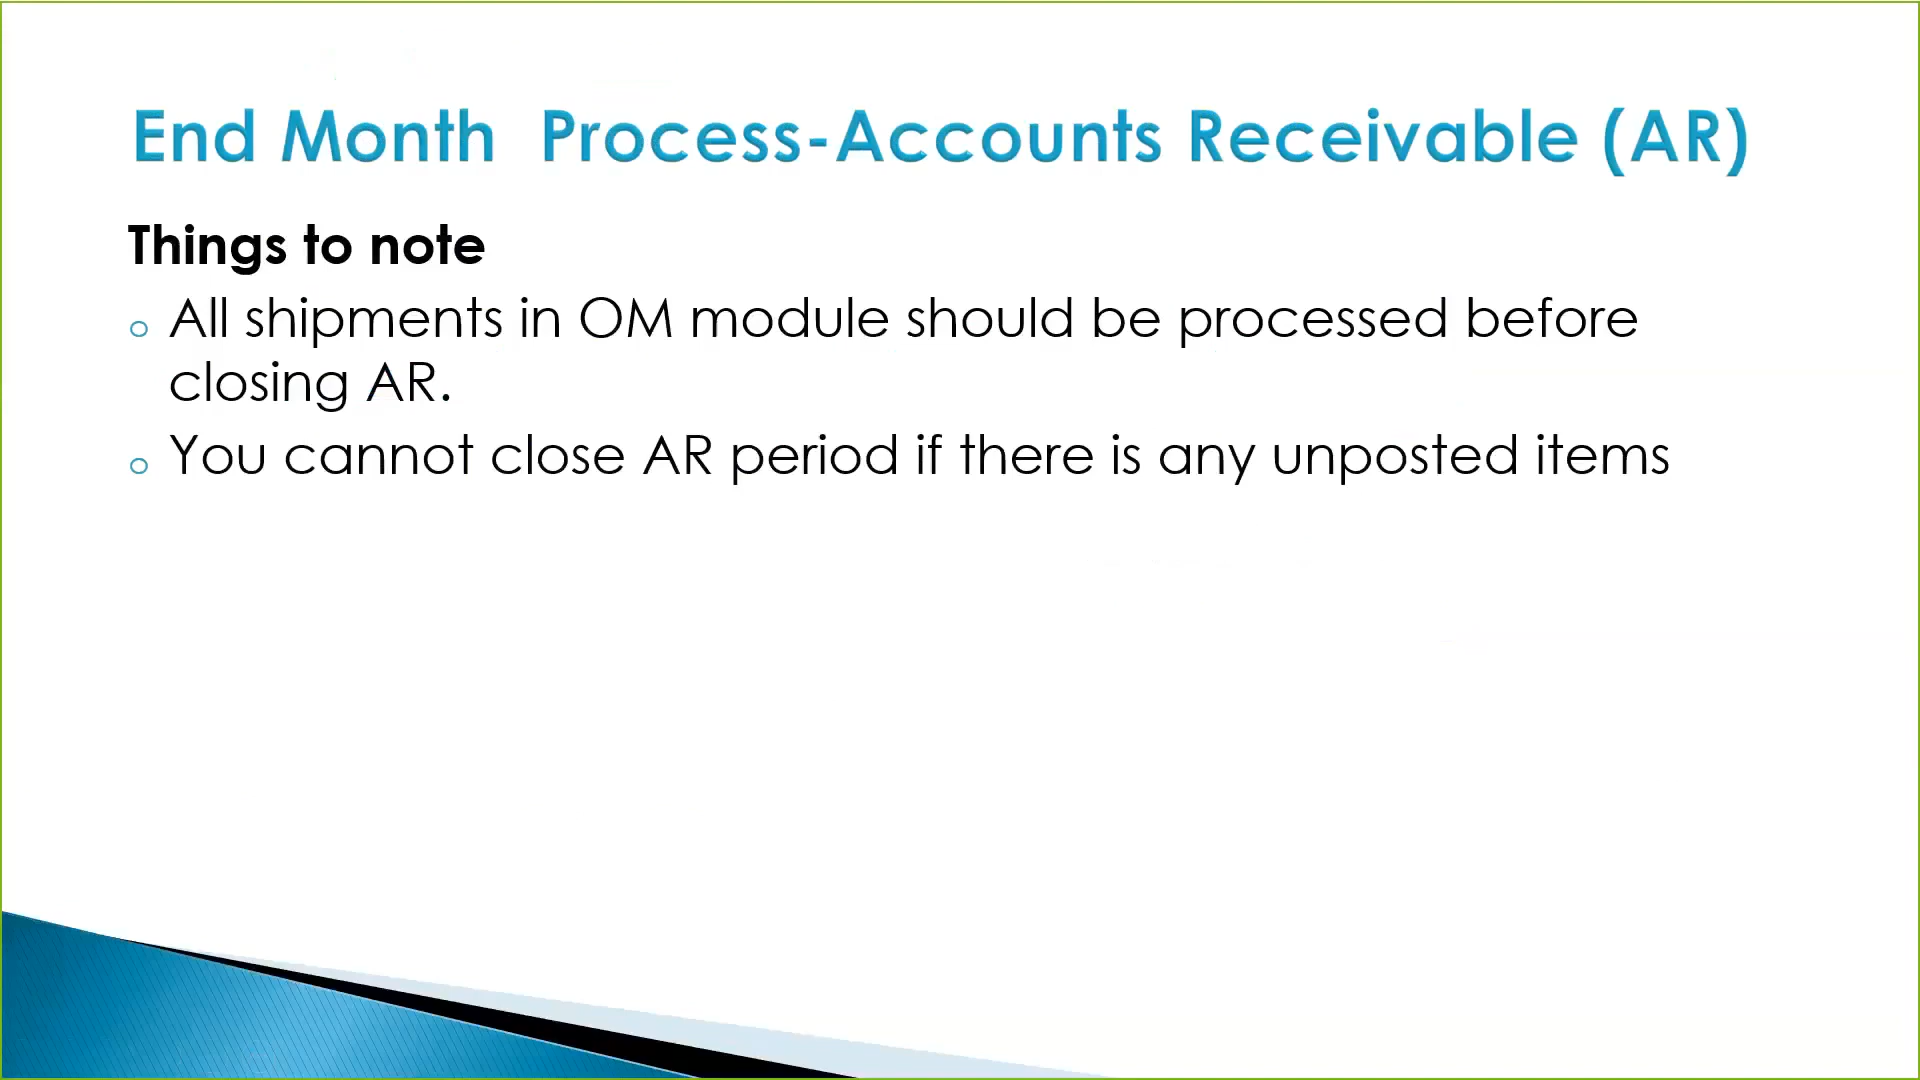 End Month  Process-Accounts Receivable (AR)
Things to note
o All shipments in OM module should be processed before
closing AR.
o You cannot close AR period if there is any unposted items